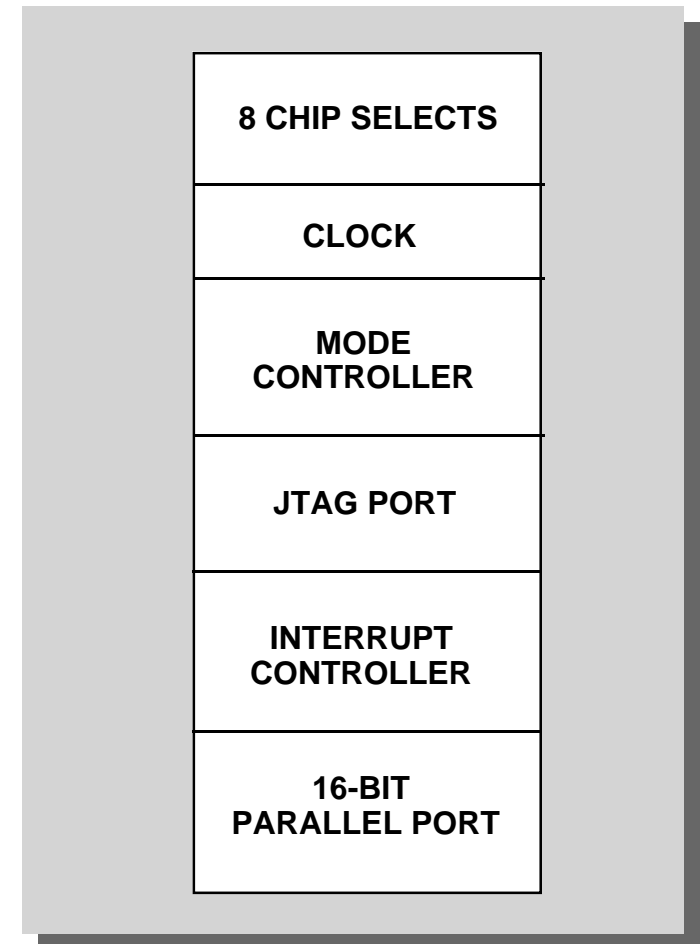 8 CHIP SELECTS
CLOCK
MODE
CONTROLLER
JTAG PORT
INTERRUPT
CONTROLLER
16-BIT
PARALLEL PORT